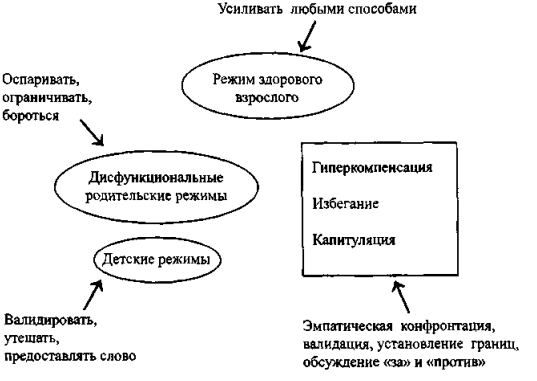 Усиливать любыми способами
Режим здорового
взрослого
Оспаривать,
ограничивать,
бороться
Дисфункциональные
родительские режимы
Детские режимы
Валидировать,
утешать,
предоставлять слово
Гиперкомпенсация
Избегание
Капитуляция
Эмпатическая конфронтация,
валидация, установление границ,
обсуждение «за» и «против»